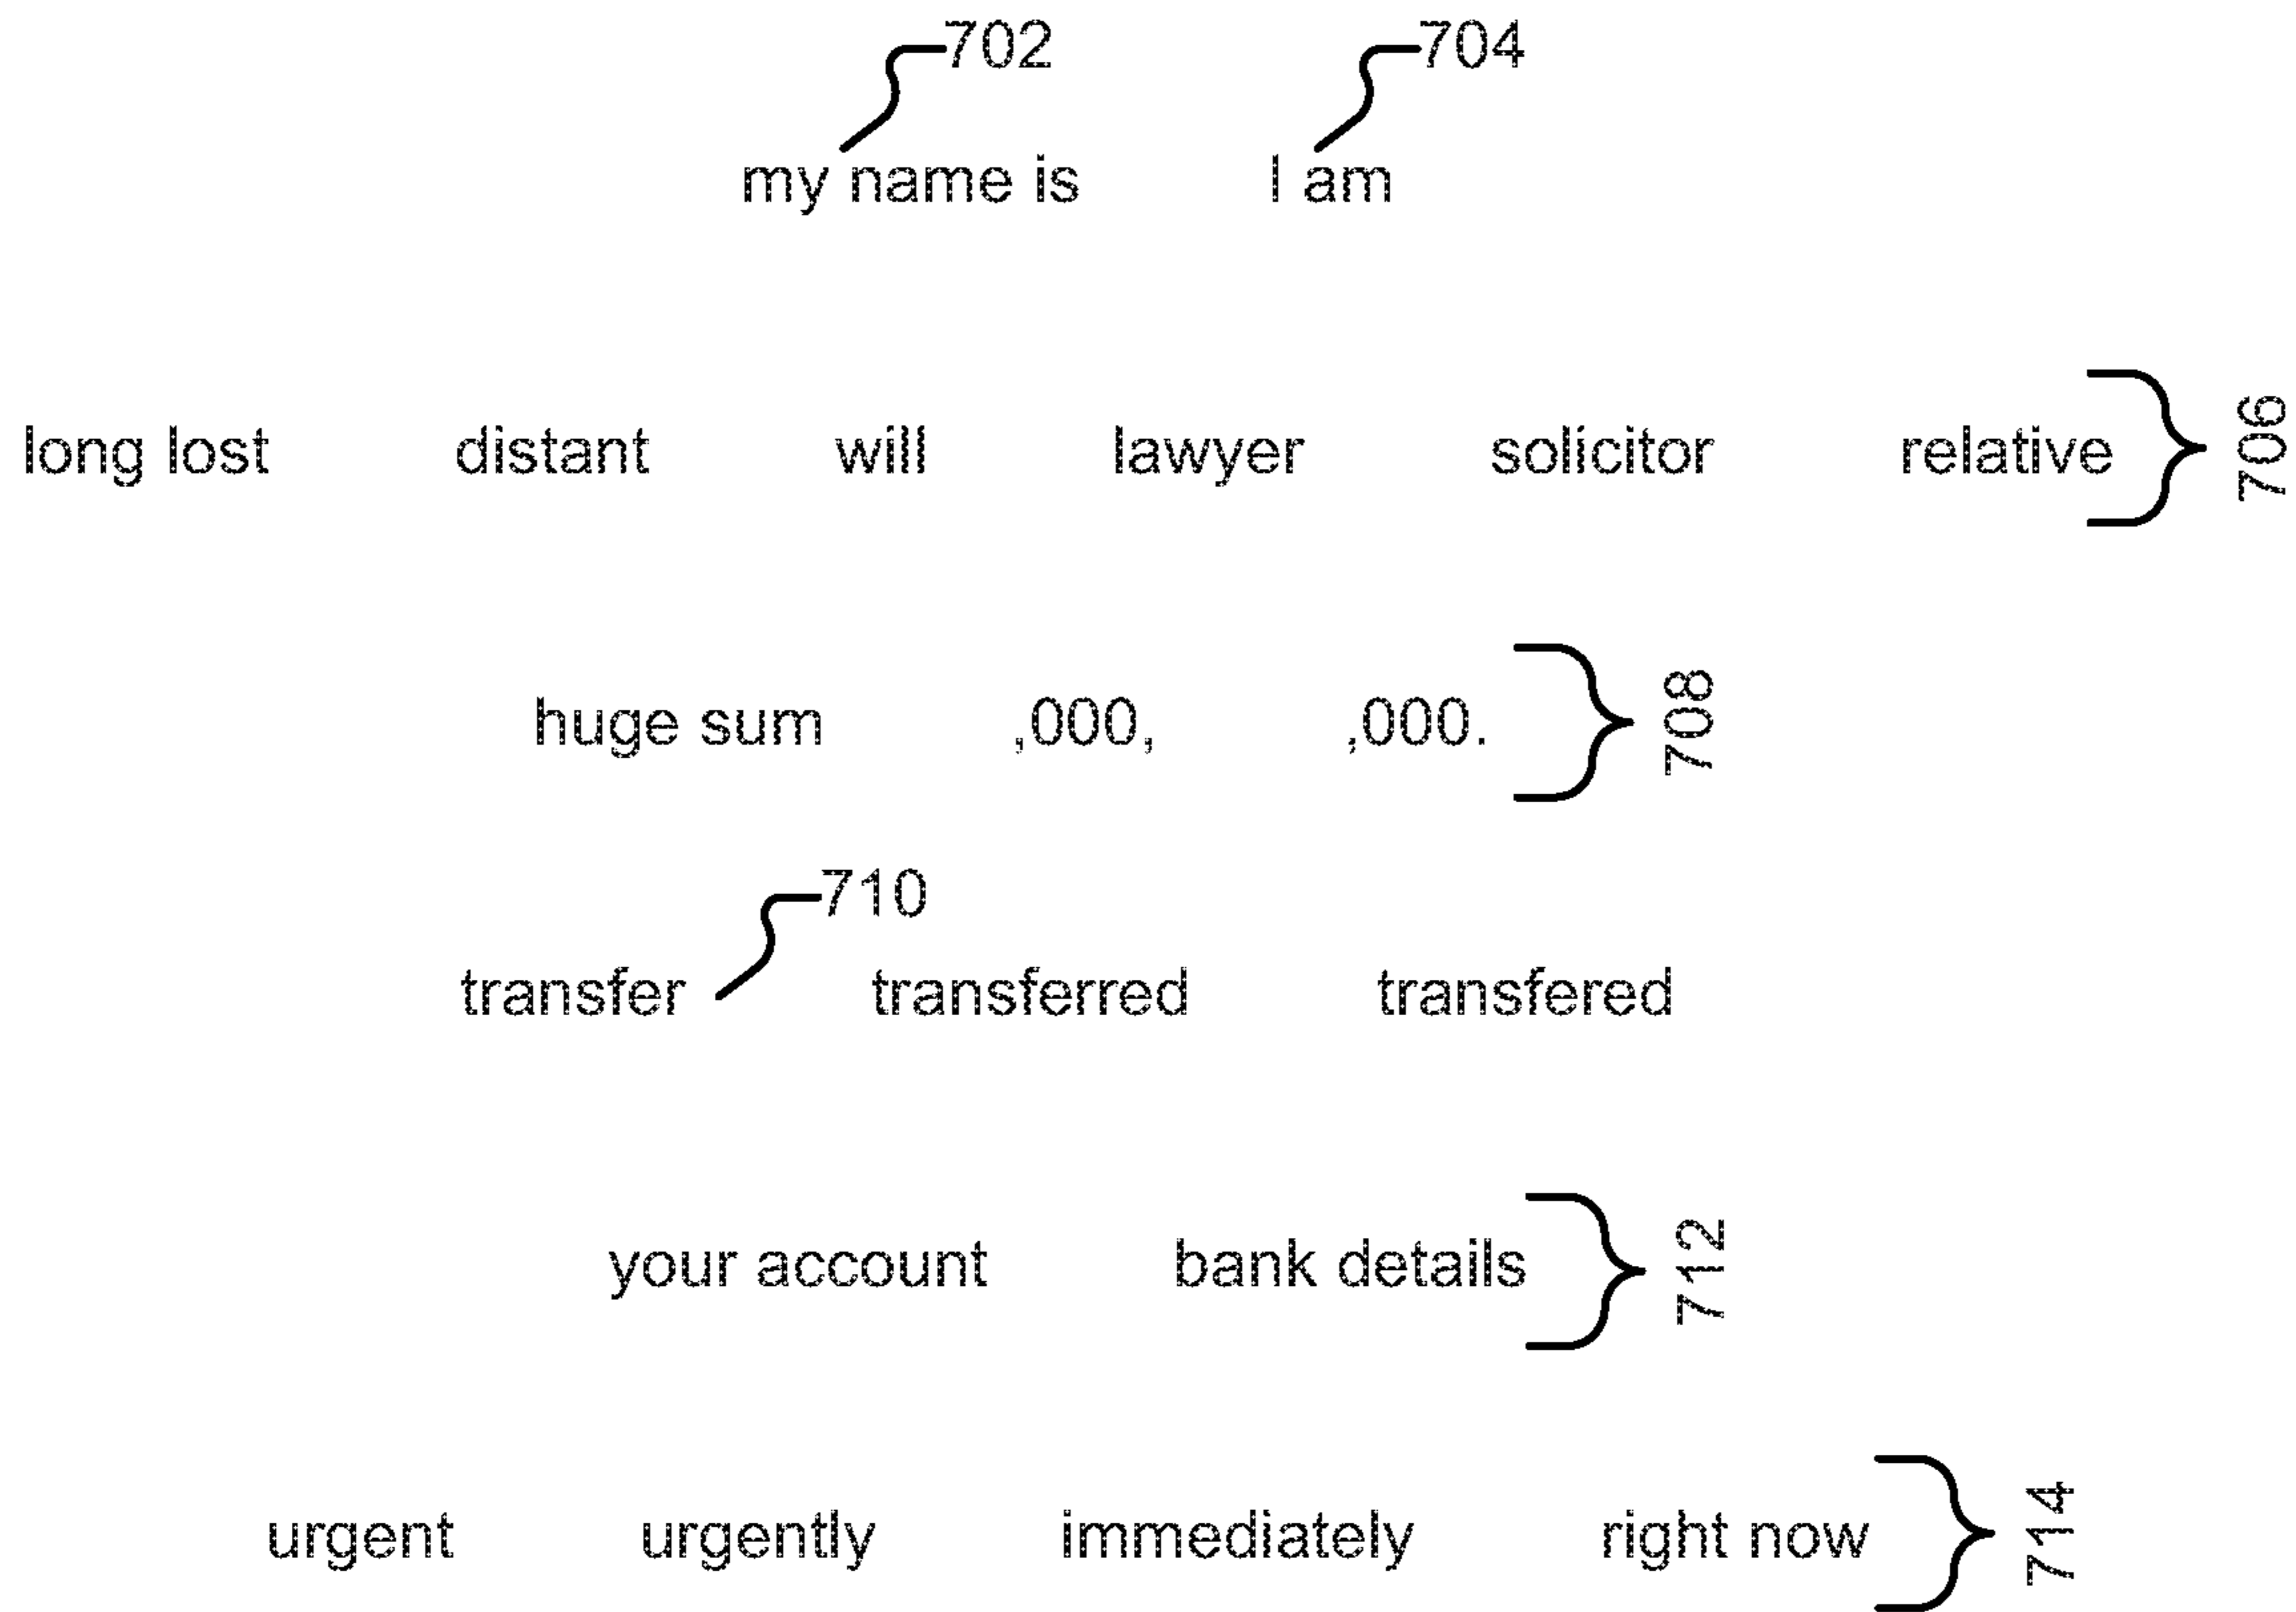 702 704
my name is I am
long lost distant will lawyer solicitor relative 706
huge sum ,000, ,000. 708
710
transfer transferred transfered
your account bank details 712
urgent urgently immediately right now 714